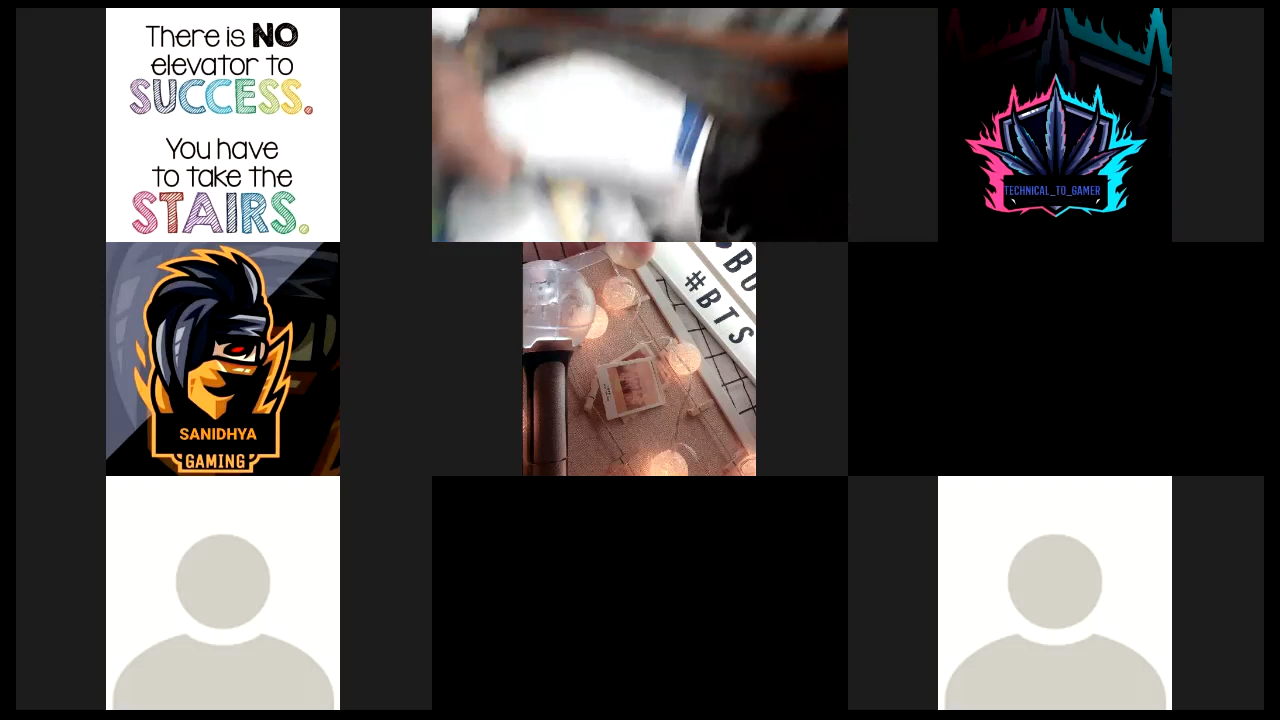 There is NO
elevator to
SUCCESS.
You have
to take the
STAIRS.
TECHNICAL_TO_GAMER
SANIDHYA
GAMING
#BTS